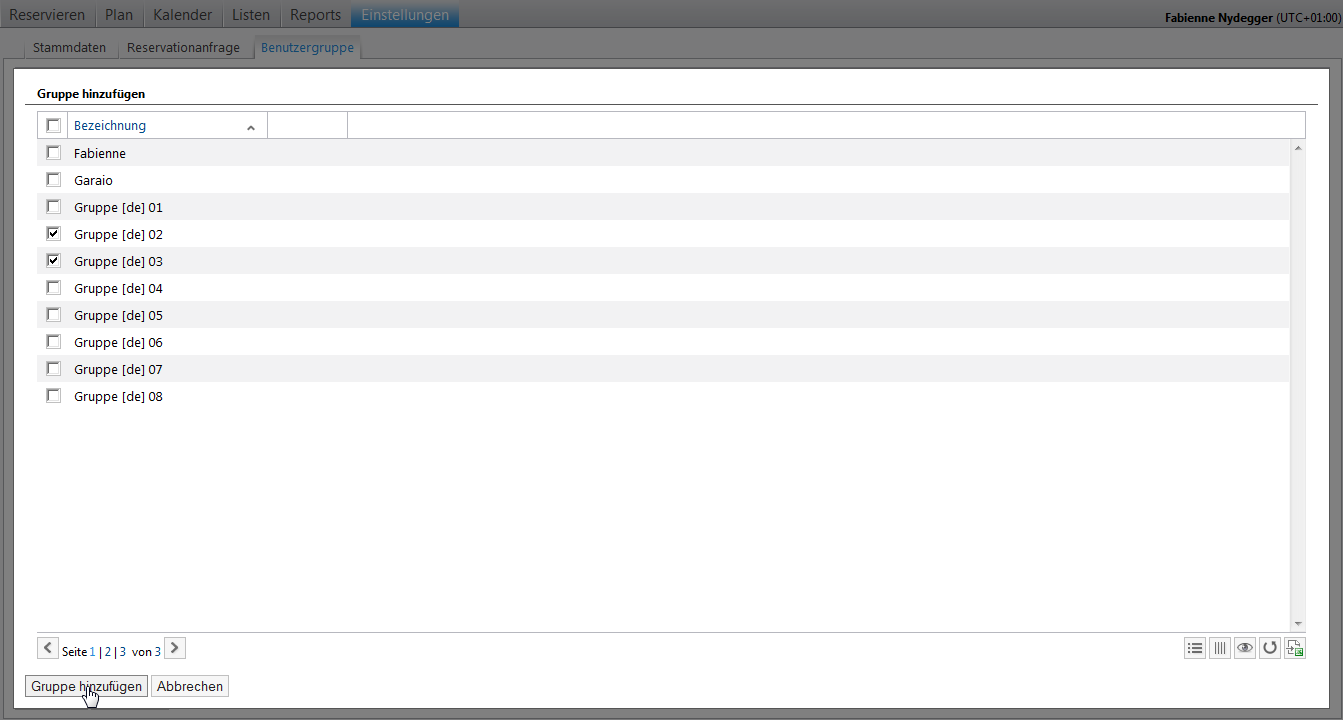 Reservieren Plan Kalender Listen Reports Einstellungen Fabienne Nydegger (UTC+01:00)
Stammdaten Reservationanfrage Benutzergruppe
Gruppe hinzufügen
Bezeichnung
Fabienne
Garaio
Gruppe [de] 01
Gruppe [de] 02
Gruppe [de] 03
Gruppe [de] 04
Gruppe [de] 05
Gruppe [de] 06
Gruppe [de] 07
Gruppe [de] 08
Seite 1 | 2 | 3 von 3
Gruppe hinzufügen Abbrechen